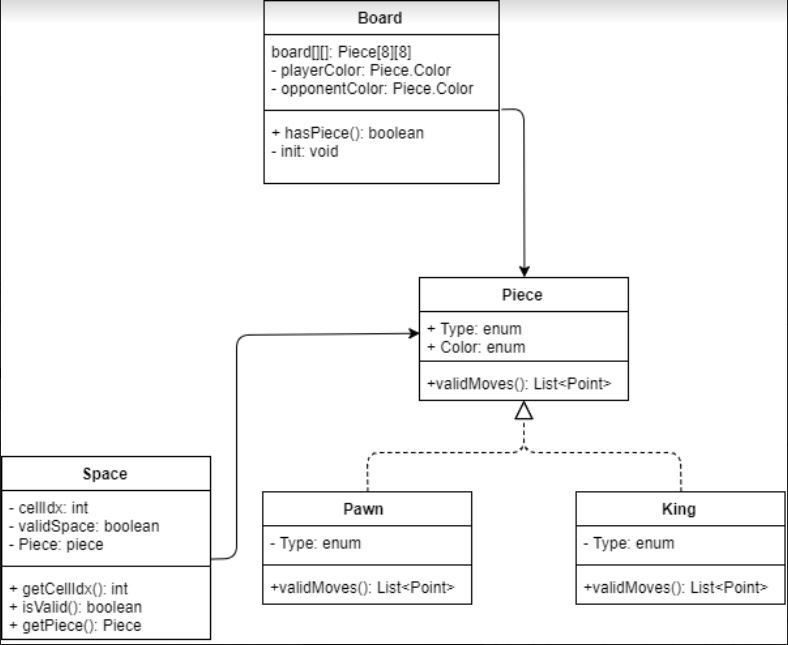 Board
board[][]: Piece[8][8]
- playerColor: Piece.Color
- opponentColor: Piece.Color
+ hasPiece(): boolean
- init: void
Piece
+ Type: enum
+ Color: enum
+validMoves(): List<Point>
Space
- cellIdx: int
- validSpace: boolean
- Piece: piece
+ getCellIdx(): int
+ isValid(): boolean
+ getPiece(): Piece
Pawn
- Type: enum
+validMoves(): List<Point>
King
- Type: enum
+validMoves(): List<Point>